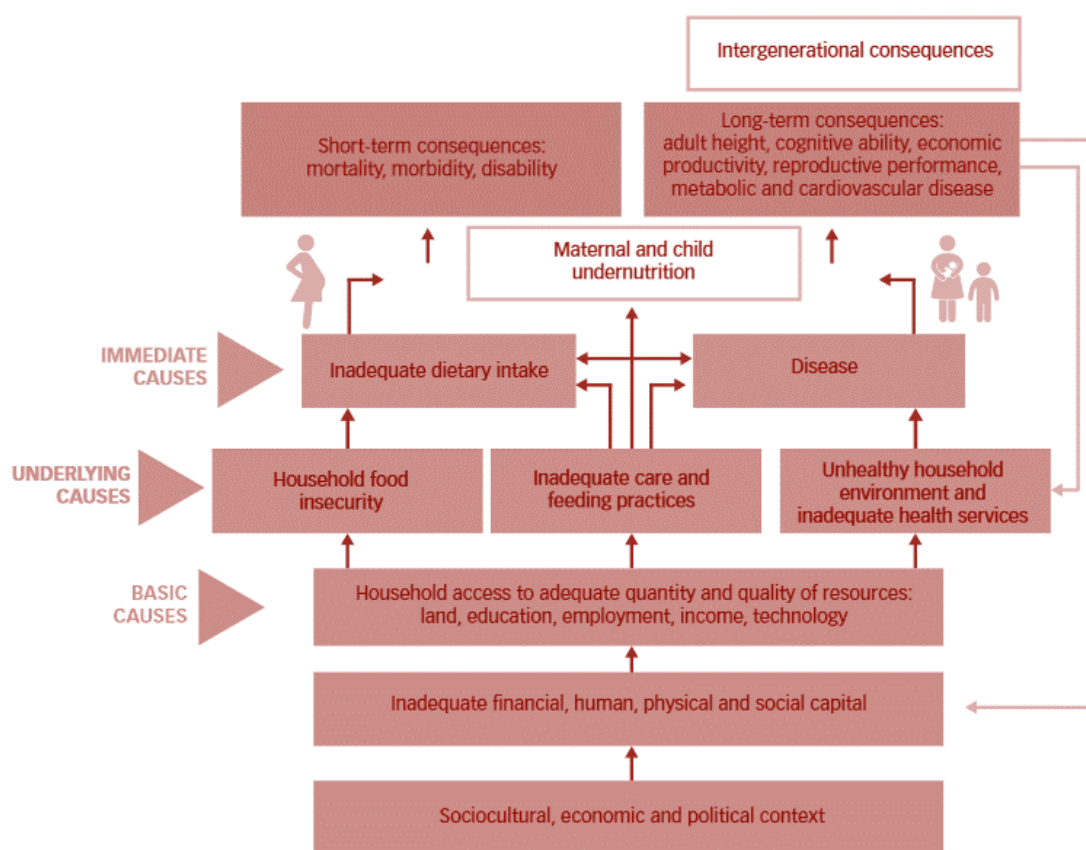 Intergenerational consequences
Short-term consequences:
mortality, morbidity, disability
Long-term consequences:
adult height, cognitive ability, economic
productivity, reproductive performance,
metabolic and cardiovascular disease
Maternal and child
undernutrition
IMMEDIATE
CAUSES
Inadequate dietary intake
Disease
UNDERLYING
CAUSES
Household food
insecurity
Inadequate care and
feeding practices
Unhealthy household
environment and
inadequate health services
BASIC
CAUSES
Household access to adequate quantity and quality of resources:
land, education, employment, income, technology
Inadequate financial, human, physical and social capital
Sociocultural, economic and political context